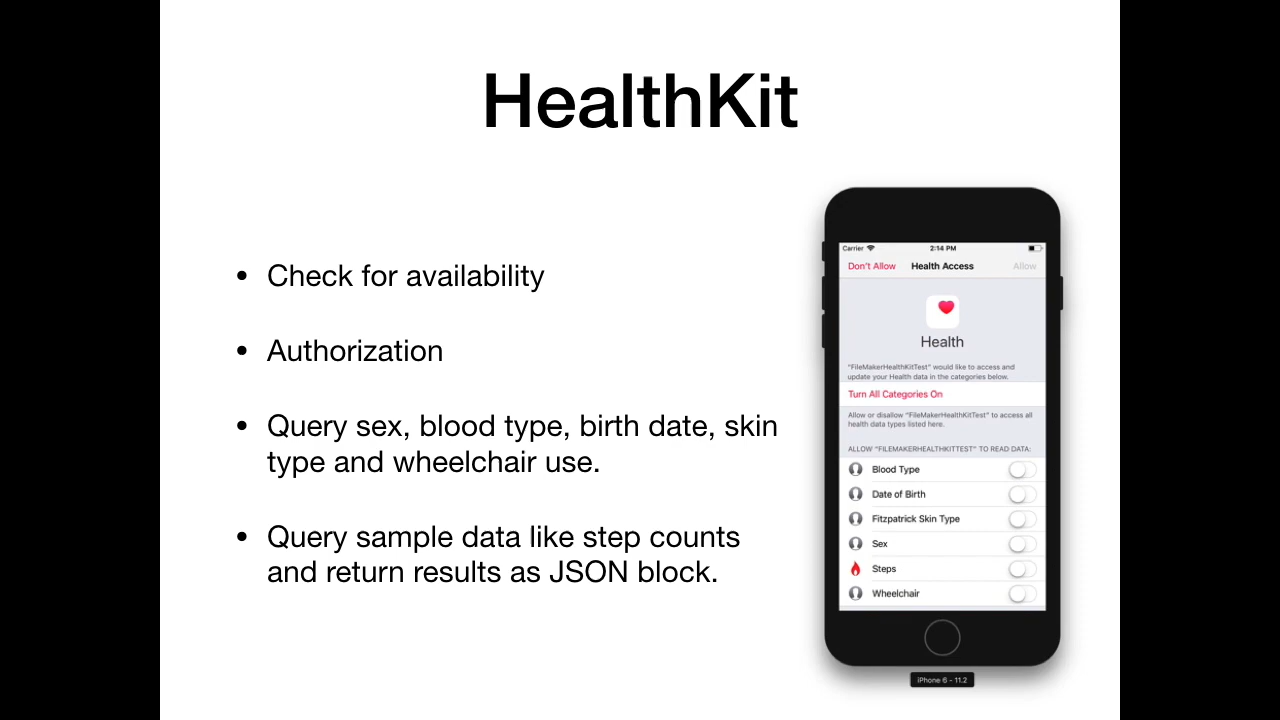 HealthKit
• Check for availability
• Authorization
• Query sex, blood type, birth date, skin
type and wheelchair use.
• Query sample data like step counts
and return results as JSON block.
Carrier 2:14 PM
Don't Allow Health Access Allow
Health
"FileMakerHealthKitTest" would like to access and
update your Health data in the categories below.
Turn All Categories On
Allow or disallow "FileMakerHealthKitTest" to access all
health data types listed here.
ALLOW "FILEMAKERHEALTHKITTEST" TO READ DATA:
Blood Type
Date of Birth
Fitzpatrick Skin Type
Sex
Steps
Wheelchair
iPhone 6 - 11.2